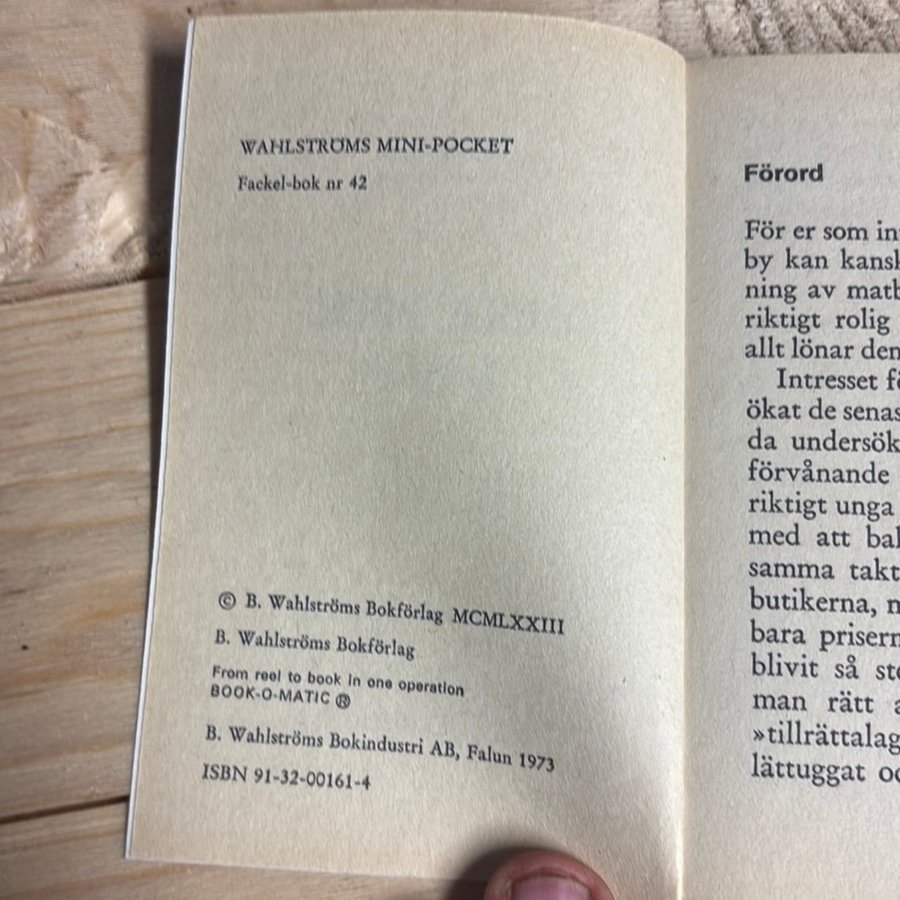 WAHLSTRÖMS MINI-POCKET
Fackel-bok nr 42
© B. Wahlströms Bokförlag MCMLXXIII
B. Wahlströms Bokförlag
From reel to book in one operation
BOOK-O-MATIC ®
B. Wahlströms Bokindustri AB, Falun 1973
ISBN 91-32-00161-4
Förord
För er som in
by kan kansk
ning av matb
riktigt rolig
allt lönar den
Intresset fö
ökat de senas
da undersök
förvånande
riktigt unga
med att bak
samma takt
butikerna, m
bara prisern
blivit så sto
man rätt a
»tillrättalag
lättuggat oc